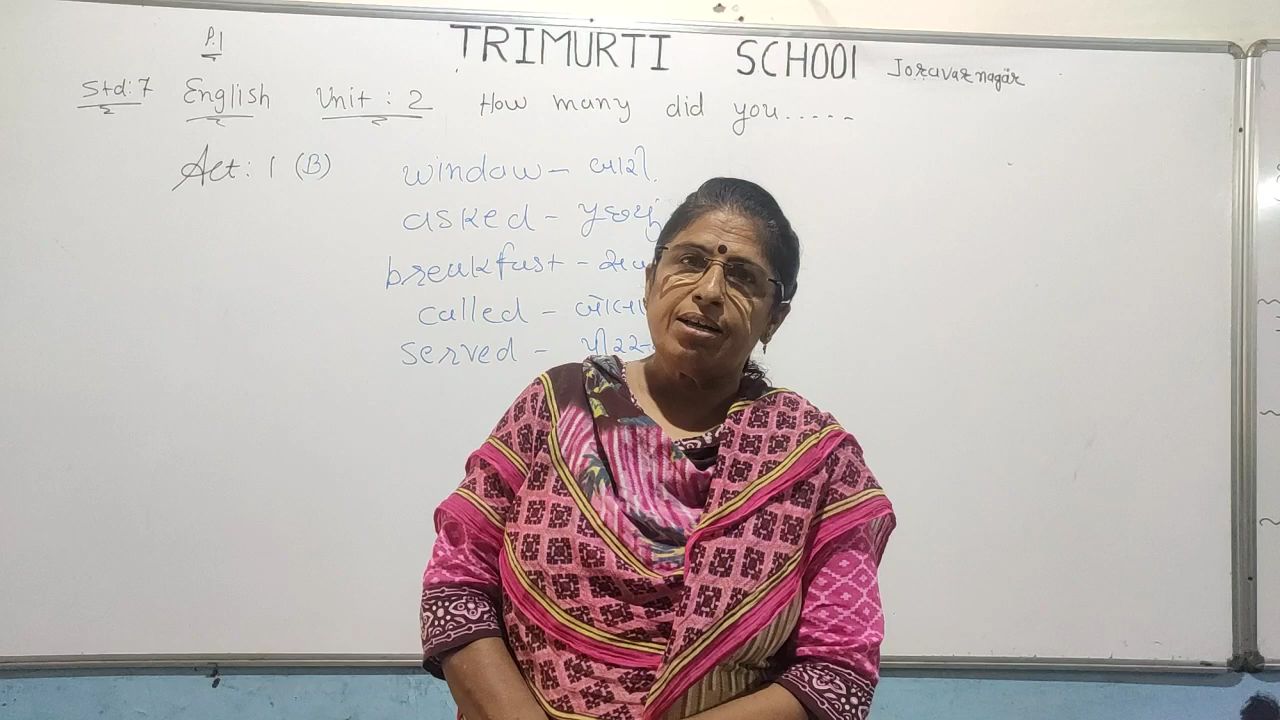 P.1
TRIMURTI SCHOOl Joravarnagar
Std:7 English Unit : 2 How many did you.....
Act: 1 (B)
window - બારી.
asked - પુછયું
breakfast -
called -
served -